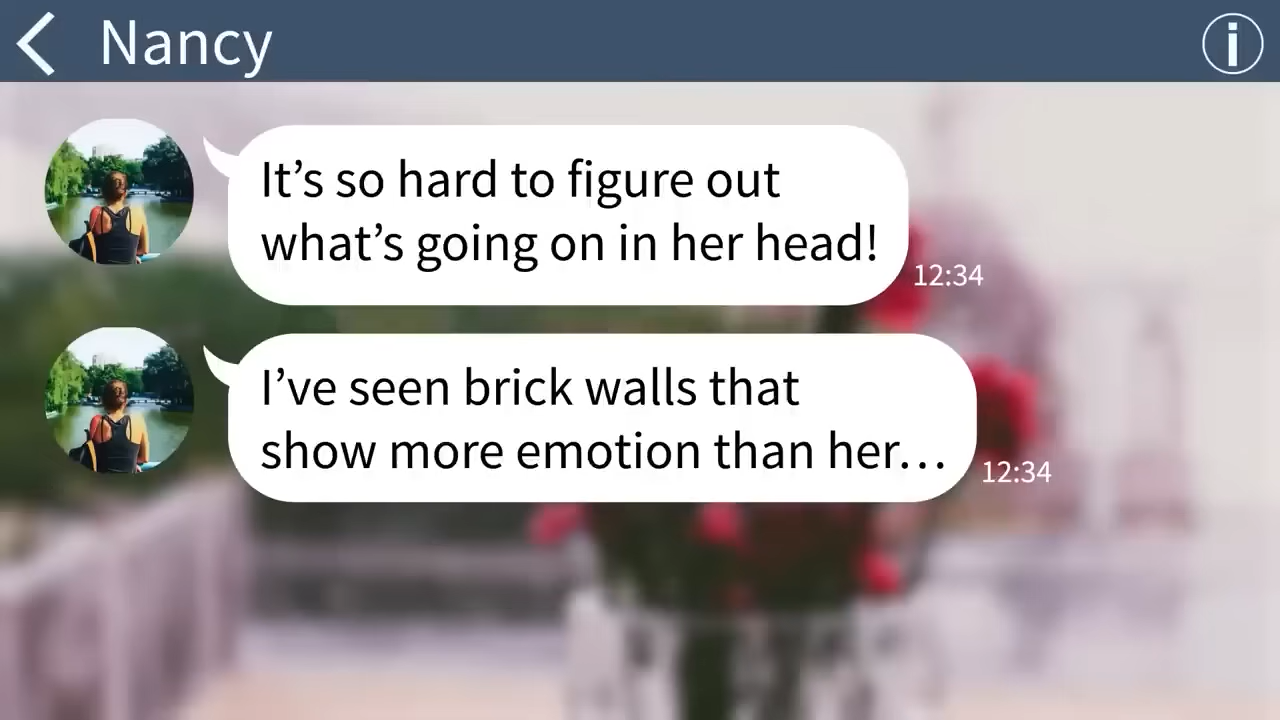 Nancy
It’s so hard to figure out
what’s going on in her head!
12:34
I’ve seen brick walls that
show more emotion than her…
12:34